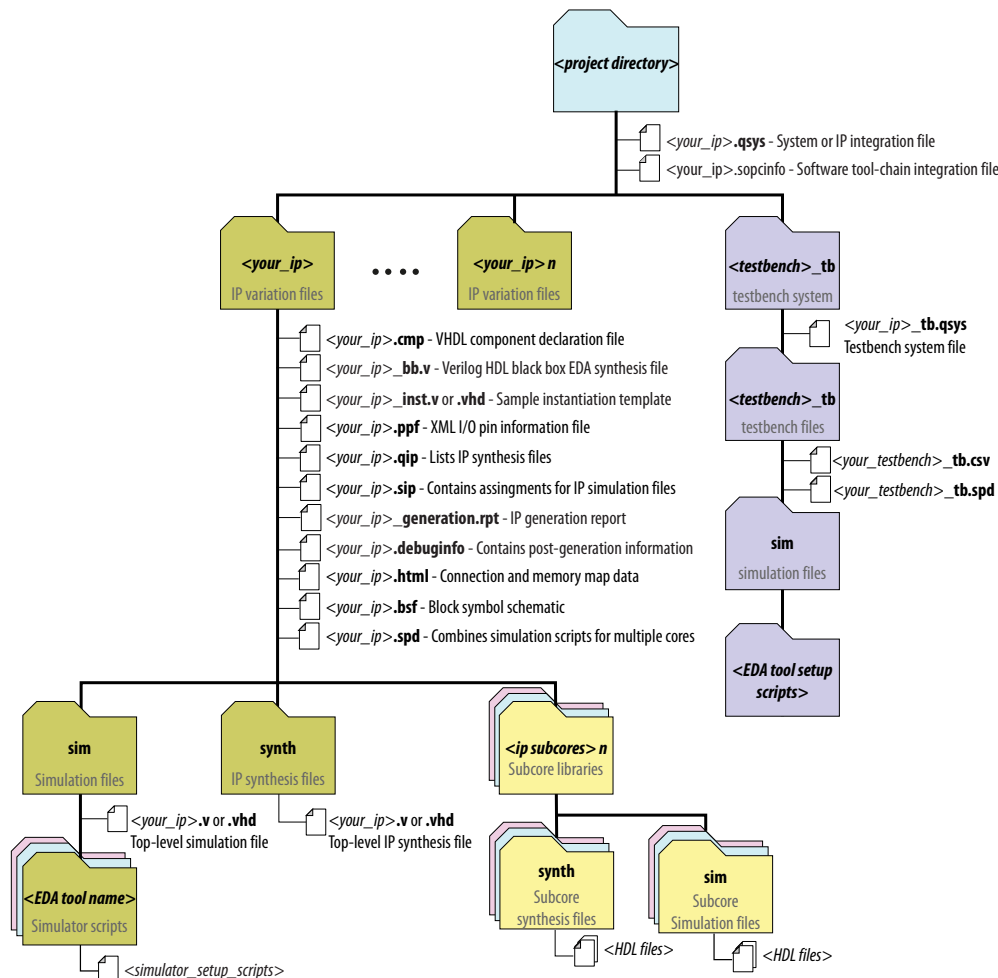 <project directory>
<your_ip>.qsys - System or IP integration file
<your_ip>.sopcinfo - Software tool-chain integration file
<your_ip>
IP variation files
<your_ip> n
IP variation files
<testbench>_tb
testbench system
<your_ip>_tb.qsys
Testbench system file
<your_ip>.cmp - VHDL component declaration file
<your_ip>_bb.v - Verilog HDL black box EDA synthesis file
<your_ip>_inst.v or .vhd - Sample instantiation template
<your_ip>.ppf - XML I/O pin information file
<your_ip>.qip - Lists IP synthesis files
<your_ip>.sip - Contains assingments for IP simulation files
<your_ip>_generation.rpt - IP generation report
<your_ip>.debuginfo - Contains post-generation information
<your_ip>.html - Connection and memory map data
<your_ip>.bsf - Block symbol schematic
<your_ip>.spd - Combines simulation scripts for multiple cores
<testbench>_tb
testbench files
<your_testbench>_tb.csv
<your_testbench>_tb.spd
sim
simulation files
<EDA tool setup
scripts>
sim
Simulation files
<your_ip>.v or .vhd
Top-level simulation file
<EDA tool name>
Simulator scripts
<simulator_setup_scripts>
synth
IP synthesis files
<your_ip>.v or .vhd
Top-level IP synthesis file
<ip subcores> n
Subcore libraries
synth
Subcore
synthesis files
<HDL files>
sim
Subcore
Simulation files
<HDL files>